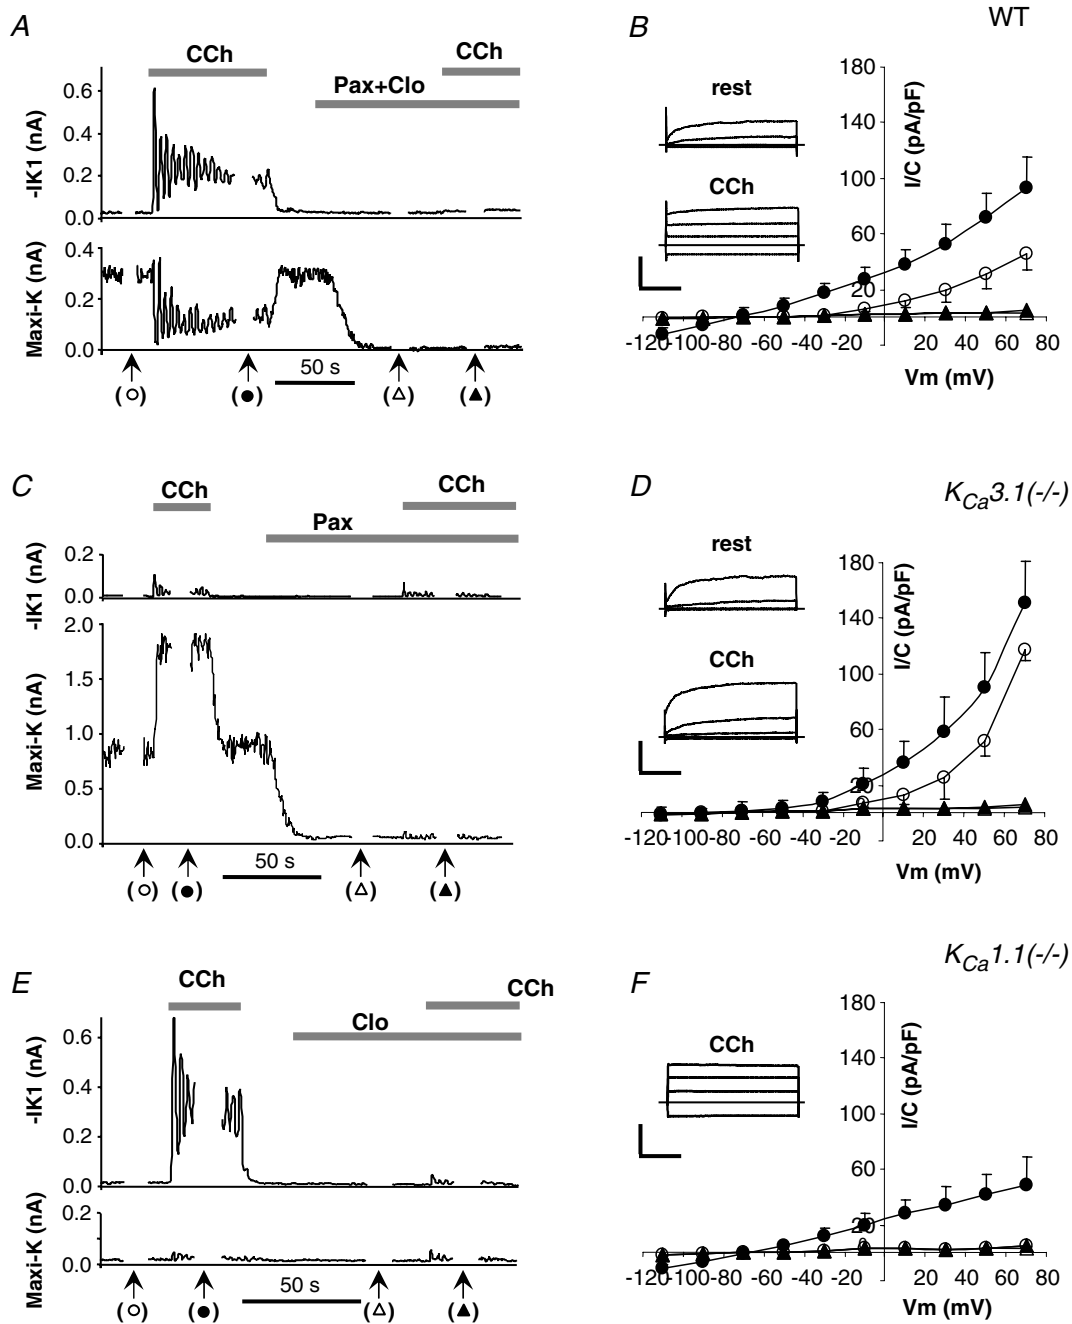 A
CCh
CCh
Pax+Clo
-IK1 (nA)
0.6
0.4
0.2
0.0
Maxi-K (nA)
0.4
0.2
0.0
50 s
(○) (●) (△) (▲)
B
WT
rest
CCh
I/C (pA/pF)
180
140
100
60
20
-120 -100 -80 -60 -40 -20 20 40 60 80
Vm (mV)
C
CCh
CCh
Pax
-IK1 (nA)
0.2
0.0
Maxi-K (nA)
2.0
1.5
1.0
0.5
0.0
50 s
(○) (●) (△) (▲)
D
KCa3.1(-/-)
rest
CCh
I/C (pA/pF)
180
140
100
60
20
-120 -100 -80 -60 -40 -20 20 40 60 80
Vm (mV)
E
CCh
CCh
Clo
-IK1 (nA)
0.6
0.4
0.2
0.0
Maxi-K (nA)
0.2
0.0
50 s
(○) (●) (△) (▲)
F
KCa1.1(-/-)
CCh
I/C (pA/pF)
180
140
100
60
20
-120 -100 -80 -60 -40 -20 20 40 60 80
Vm (mV)